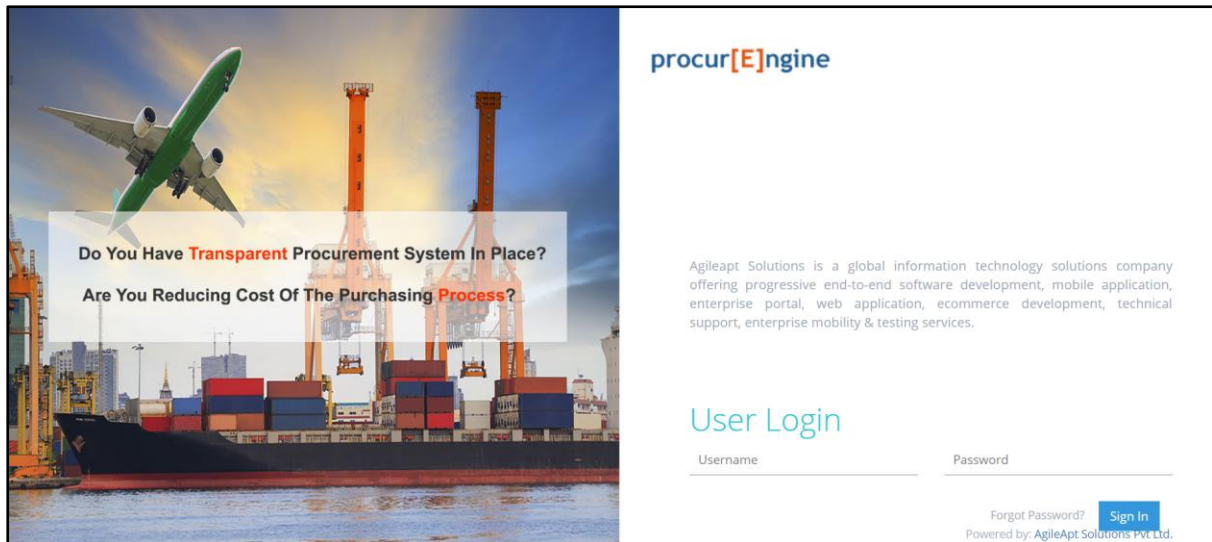 Do You Have Transparent Procurement System In Place?
Are You Reducing Cost Of The Purchasing Process?
procur[E]ngine
Agileapt Solutions is a global information technology solutions company
offering progressive end-to-end software development, mobile application,
enterprise portal, web application, ecommerce development, technical
support, enterprise mobility & testing services.
User Login
Username
Password
Forgot Password?
Sign In
Powered by: AgileApt Solutions Pvt Ltd.